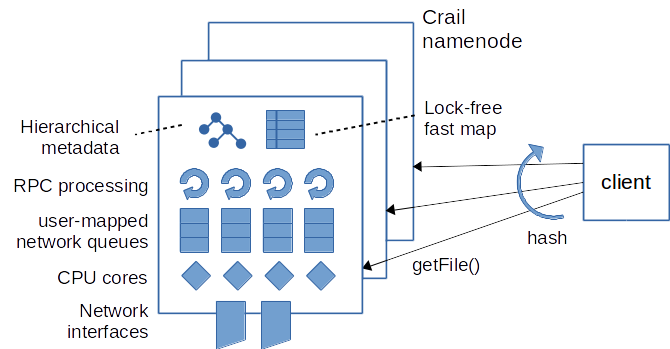 Crail
namenode
Hierarchical
metadata
Lock-free
fast map
RPC processing
client
user-mapped
network queues
hash
getFile()
CPU cores
Network
interfaces